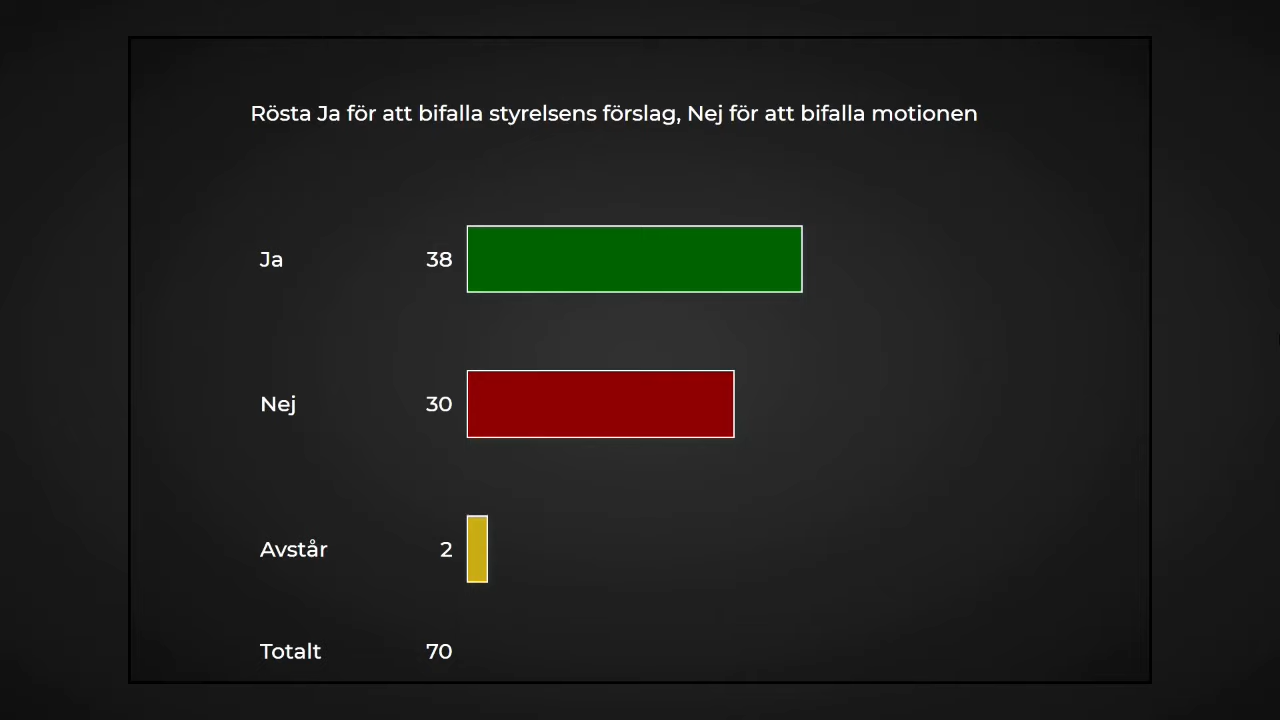 Rösta Ja för att bifalla styrelsens förslag, Nej för att bifalla motionen
Ja 38
Nej 30
Avstår 2
Totalt 70